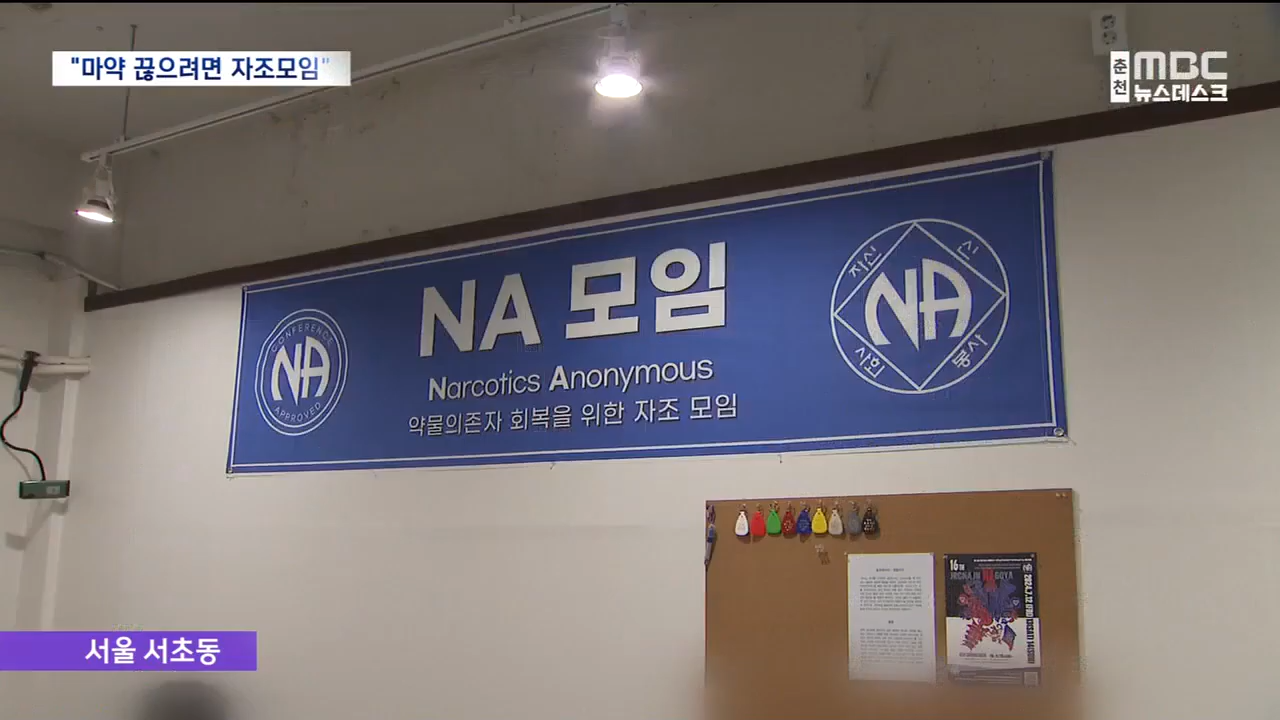 "마약 끊으려면 자조모임"
춘천
MBC
뉴스데스크
NA 모임
Narcotics Anonymous
약물의존자 회복을 위한 자조 모임
CONFERENCE
NA
APPROVED
자신
신
NA
사회
봉사
16TH
서울 서초동